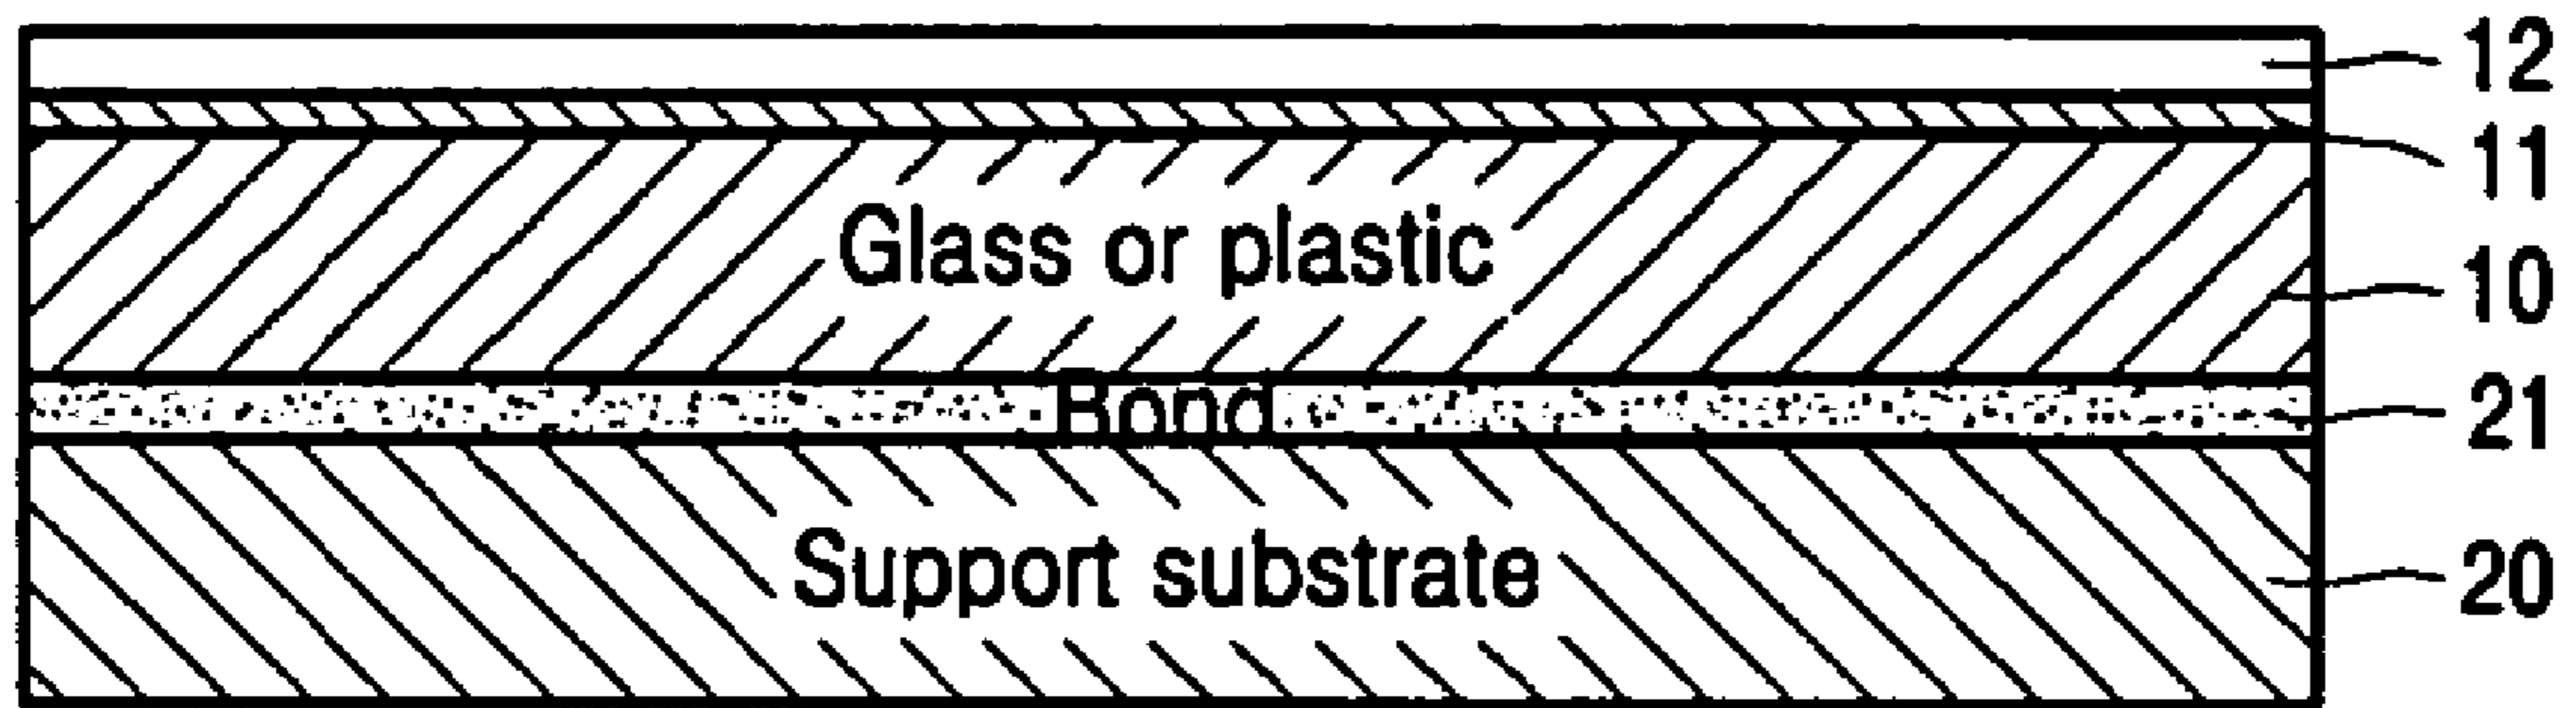 12
11
Glass or plastic
10
Bond
21
Support substrate
20